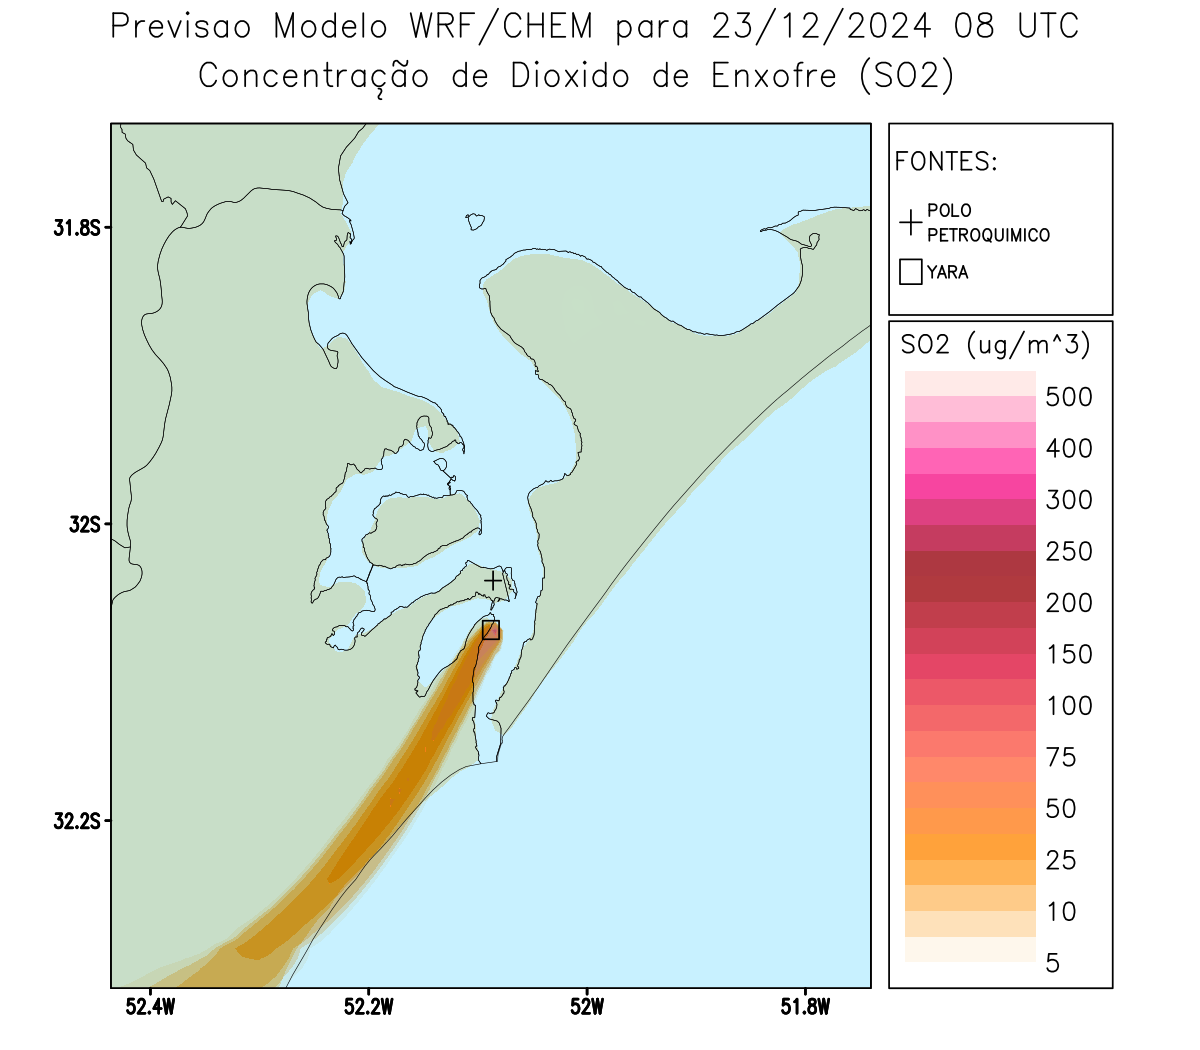 Previsao Modelo WRF/CHEM para 23/12/2024 08 UTC
Concentração de Dioxido de Enxofre (SO2)
FONTES:
POLO
PETROQUIMICO
YARA
SO2 (ug/m^3)
500
400
300
250
200
150
100
75
50
25
10
5
31.8S
32S
32.2S
52.4W
52.2W
52W
51.8W